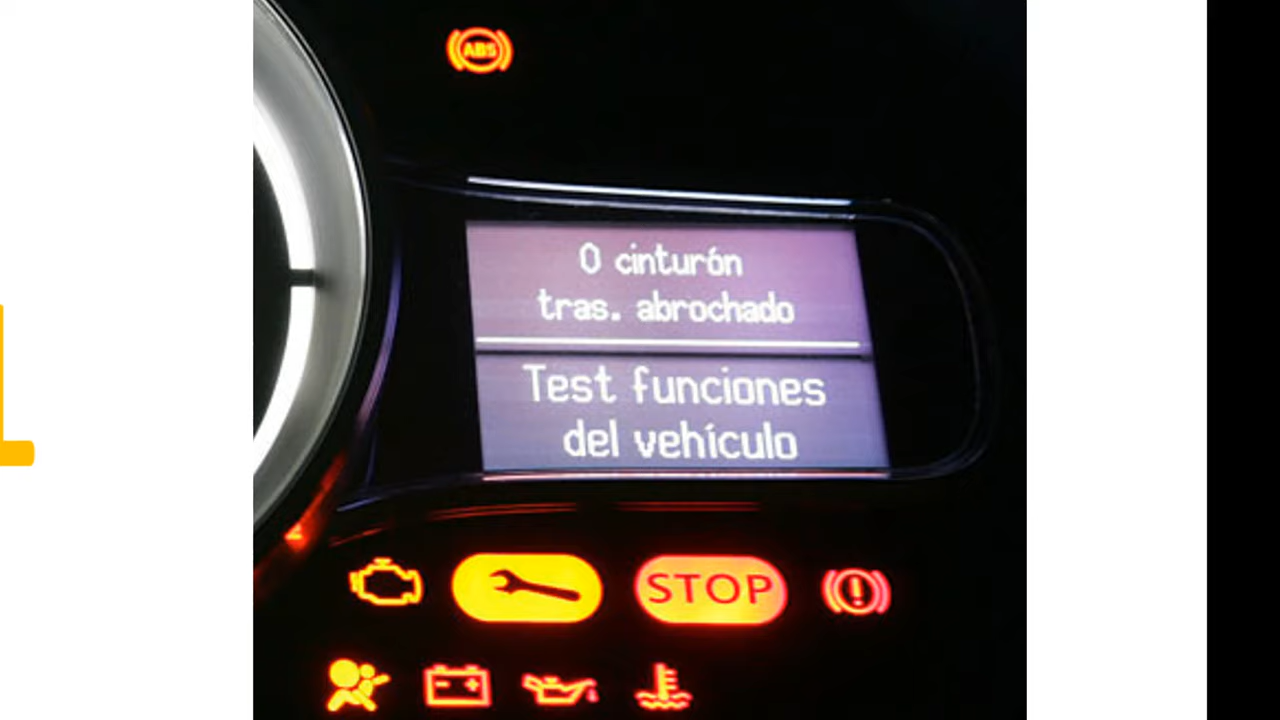 ABS
0 cinturón
tras. abrochado
Test funciones
del vehículo
STOP